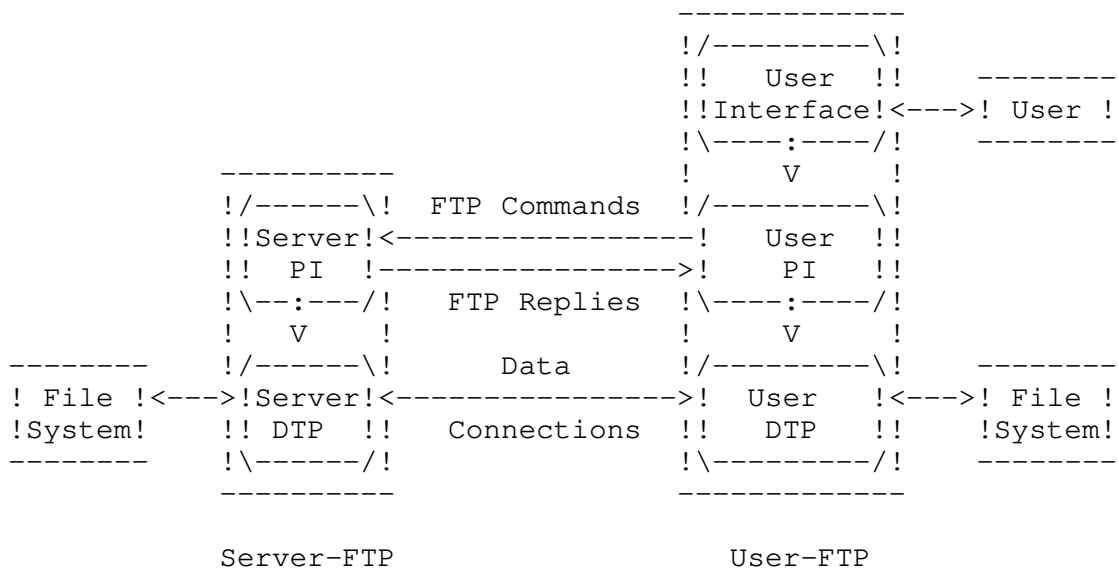 -------------
!/---------\!
!!   User  !!    --------
!!Interface!<--->! User !
!\----:----/!    --------
----------                  !     V     !
!/------\!  FTP Commands  !/---------\!
!!Server!<-----------------!   User  !!
!!  PI  !----------------->!    PI   !!
!\--:---/!   FTP Replies  !\----:----/!
!   V    !                !     V     !
--------     !/------\!      Data      !/---------\!    --------
! File !<--->!Server!<---------------->!   User  !<--->! File !
!System!     !! DTP  !!   Connections  !!   DTP   !!    !System!
--------     !\------/!                !\---------/!    --------
----------                -------------
Server-FTP                   User-FTP